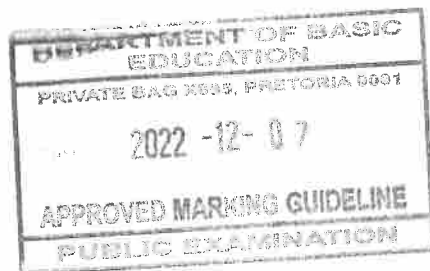 DEPARTMENT OF BASIC
EDUCATION
PRIVATE BAG X895, PRETORIA 0001
2022 -12- 07
APPROVED MARKING GUIDELINE
PUBLIC EXAMINATION